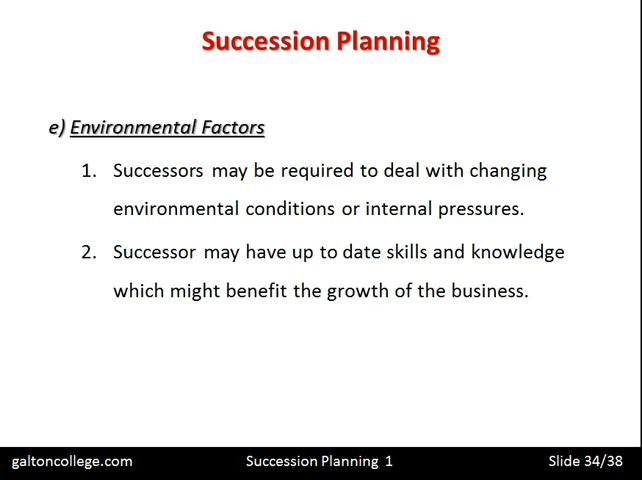 Succession Planning
e) Environmental Factors
1. Successors may be required to deal with changing
environmental conditions or internal pressures.
2. Successor may have up to date skills and knowledge
which might benefit the growth of the business.
galtoncollege.com Succession Planning 1 Slide 34/38